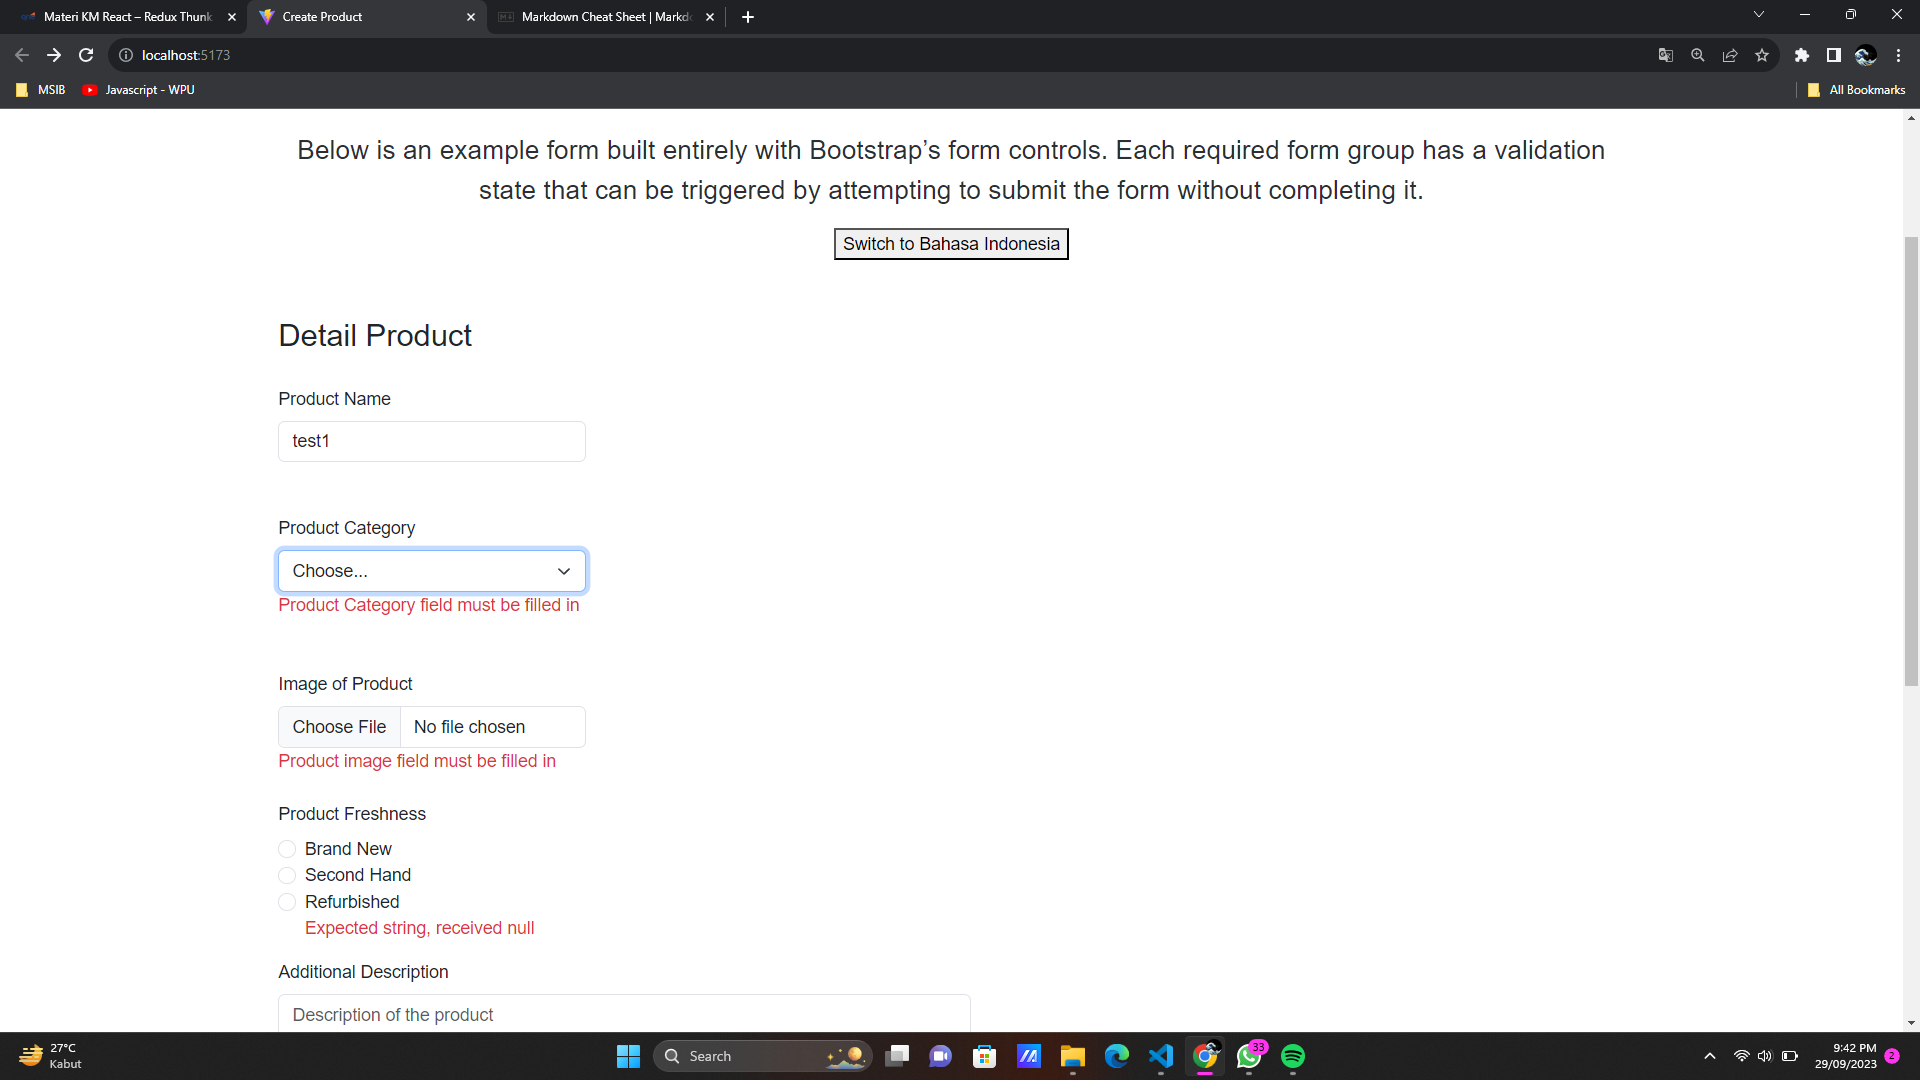 Materi KM React – Redux Thunk
Create Product
Markdown Cheat Sheet | Markd
localhost:5173
MSIB
Javascript - WPU
All Bookmarks
Below is an example form built entirely with Bootstrap’s form controls. Each required form group has a validation
state that can be triggered by attempting to submit the form without completing it.
Switch to Bahasa Indonesia
Detail Product
Product Name
test1
Product Category
Choose...
Product Category field must be filled in
Image of Product
Choose File No file chosen
Product image field must be filled in
Product Freshness
Brand New
Second Hand
Refurbished
Expected string, received null
Additional Description
Description of the product
27°C
Kabut
Search
33
9:42 PM
29/09/2023
2